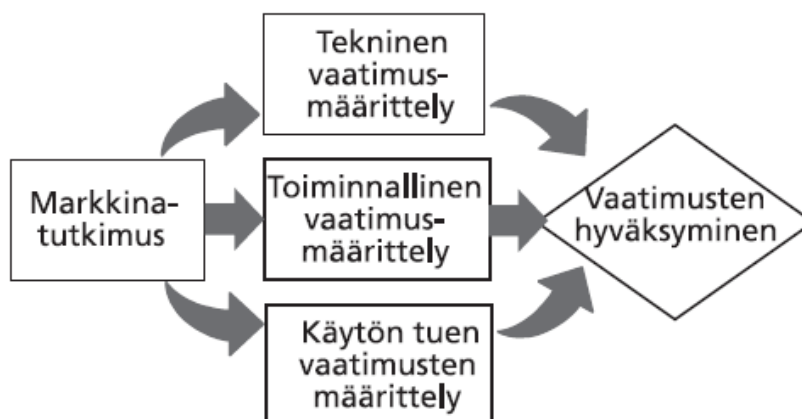 Tekninen
vaatimus-
määrittely
Markkina-
tutkimus
Toiminnallinen
vaatimus-
määrittely
Käytön tuen
vaatimusten
määrittely
Vaatimusten
hyväksyminen